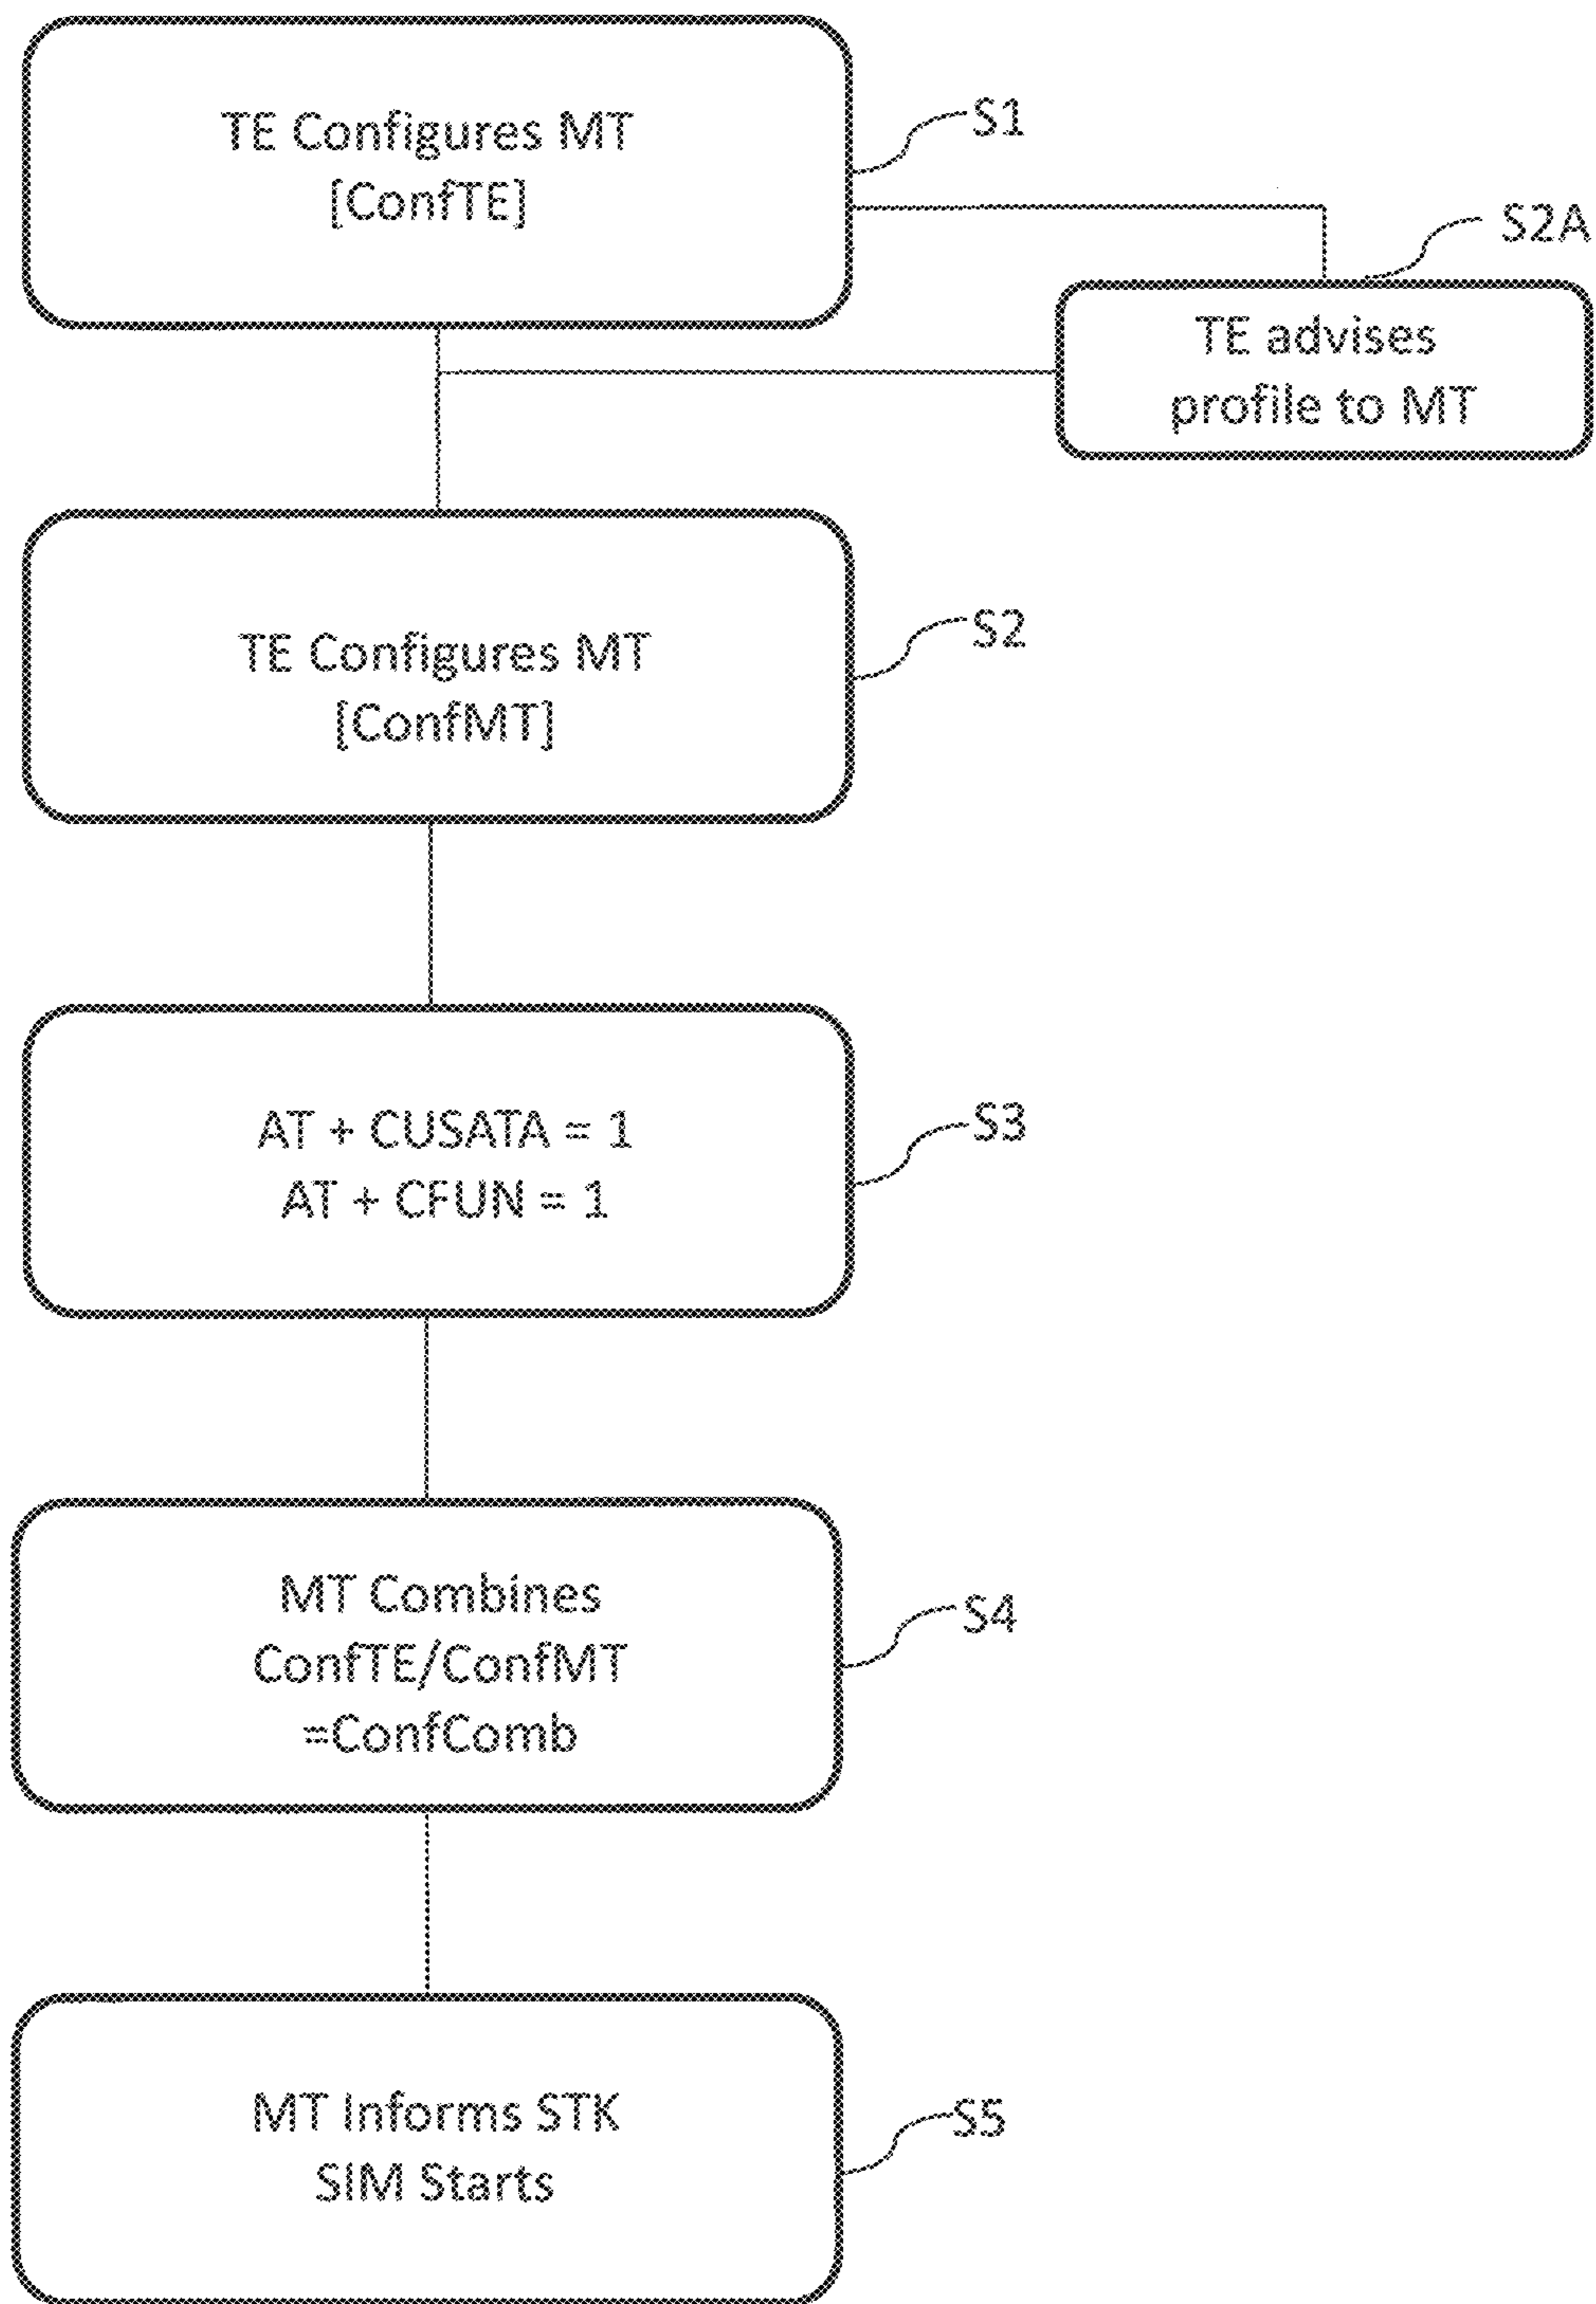 TE Configures MT
[ConfTE]
S1
S2A
TE advises
profile to MT
TE Configures MT
[ConfMT]
S2
AT + CUSATA = 1
AT + CFUN = 1
S3
MT Combines
ConfTE/ConfMT
=ConfComb
S4
MT Informs STK
SIM Starts
S5